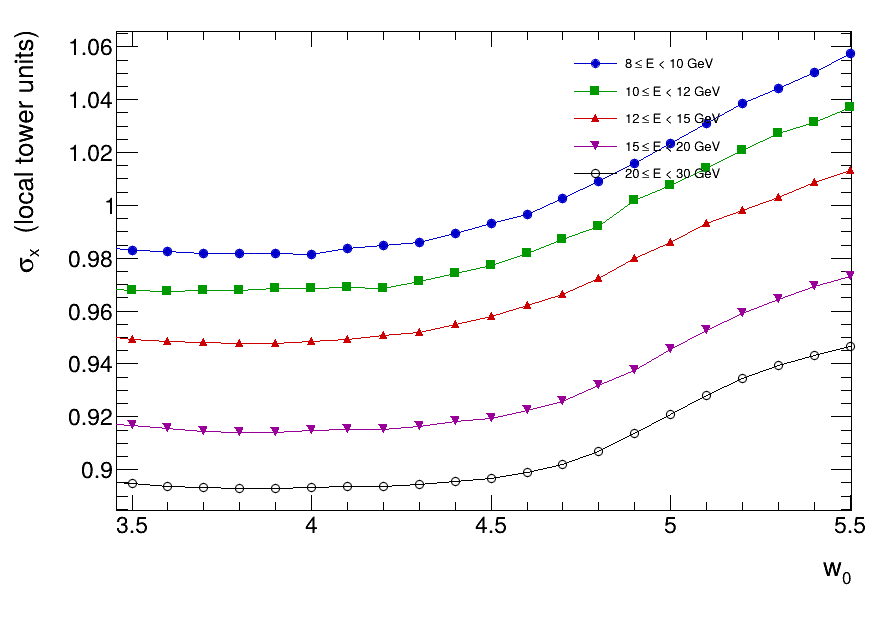 σx (local tower units)
1.06
1.04
1.02
1
0.98
0.96
0.94
0.92
0.9
8 ≤ E < 10 GeV
10 ≤ E < 12 GeV
12 ≤ E < 15 GeV
15 ≤ E < 20 GeV
20 ≤ E < 30 GeV
3.5 4 4.5 5 5.5
w0